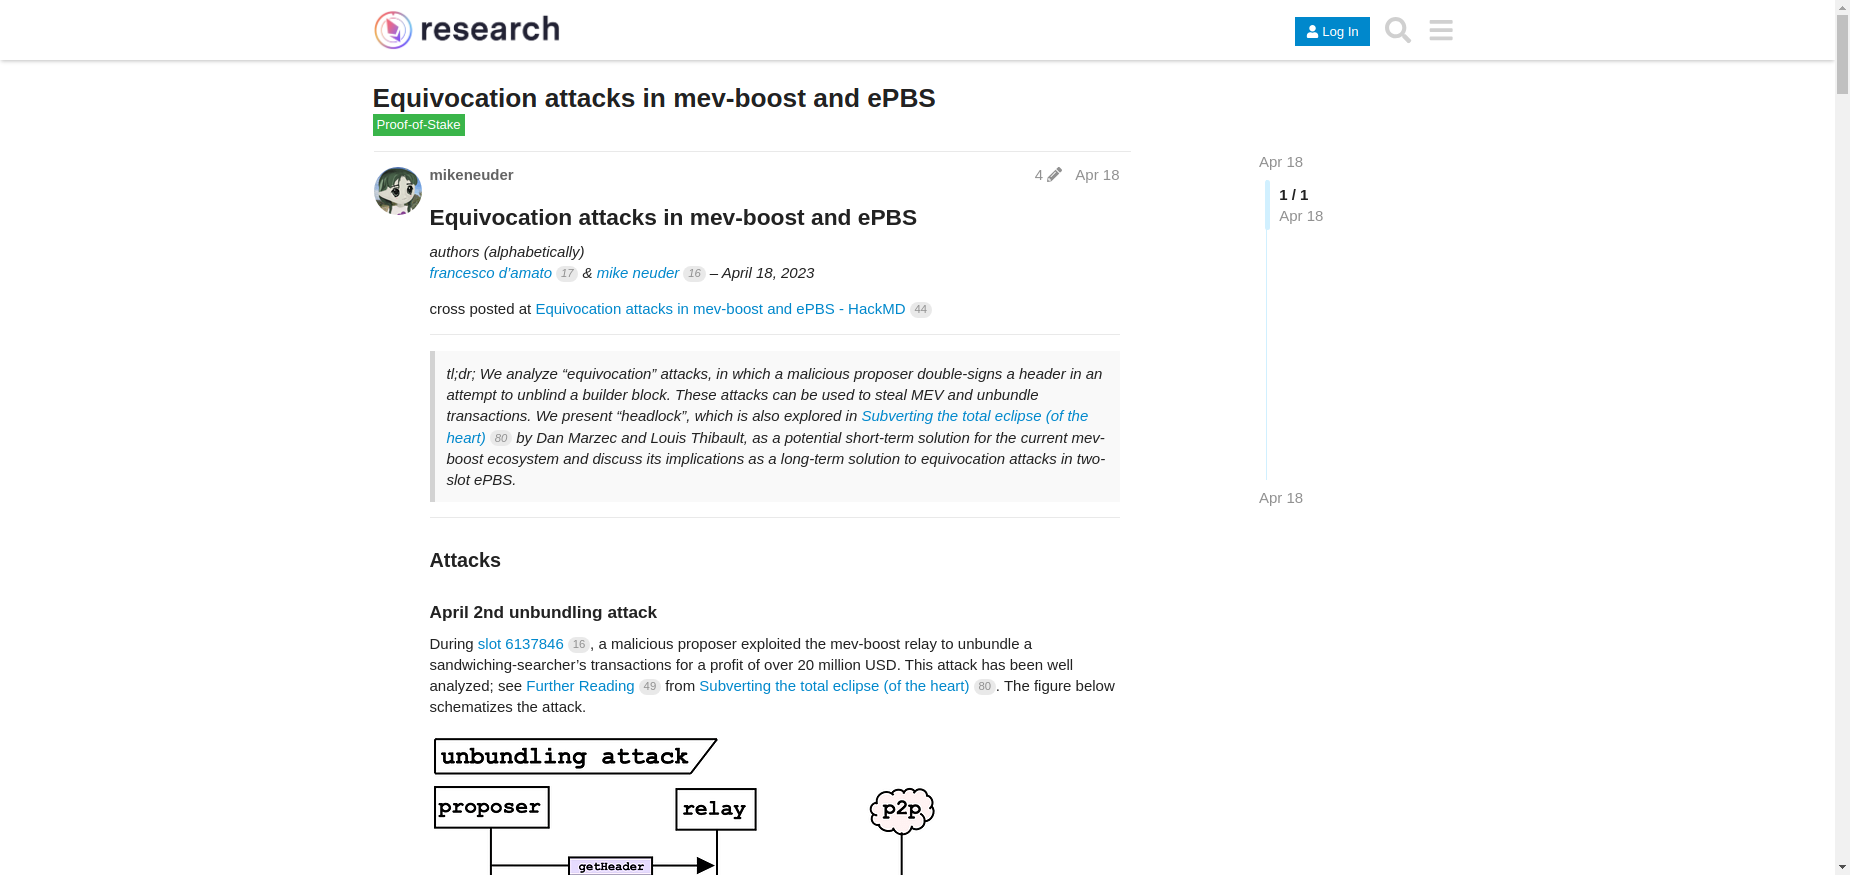 research
Log In
Equivocation attacks in mev-boost and ePBS
Proof-of-Stake
mikeneuder
4
Apr 18
Equivocation attacks in mev-boost and ePBS
authors (alphabetically)
francesco d’amato 17 & mike neuder 16 – April 18, 2023
cross posted at Equivocation attacks in mev-boost and ePBS - HackMD 44
tl;dr; We analyze “equivocation” attacks, in which a malicious proposer double-signs a header in an
attempt to unblind a builder block. These attacks can be used to steal MEV and unbundle
transactions. We present “headlock”, which is also explored in Subverting the total eclipse (of the
heart) 80 by Dan Marzec and Louis Thibault, as a potential short-term solution for the current mev-
boost ecosystem and discuss its implications as a long-term solution to equivocation attacks in two-
slot ePBS.
Attacks
April 2nd unbundling attack
During slot 6137846 16, a malicious proposer exploited the mev-boost relay to unbundle a
sandwiching-searcher’s transactions for a profit of over 20 million USD. This attack has been well
analyzed; see Further Reading 49 from Subverting the total eclipse (of the heart) 80. The figure below
schematizes the attack.
unbundling attack
proposer
relay
p2p
getHeader
Apr 18
1 / 1
Apr 18
Apr 18